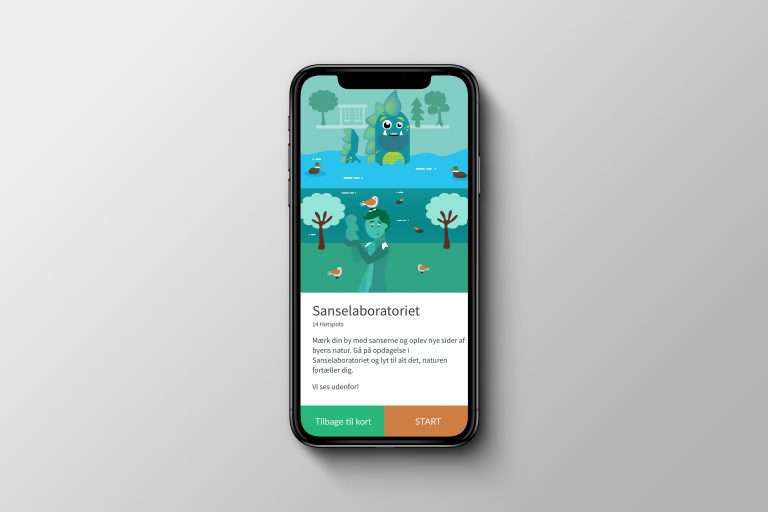 Sanselaboratoriet
14 Hotspots
Mærk din by med sanserne og oplev nye sider af
byens natur. Gå på opdagelse i
Sanselaboratoriet og lyt til alt det, naturen
fortæller dig.
Vi ses udenfor!
Tilbage til kort
START